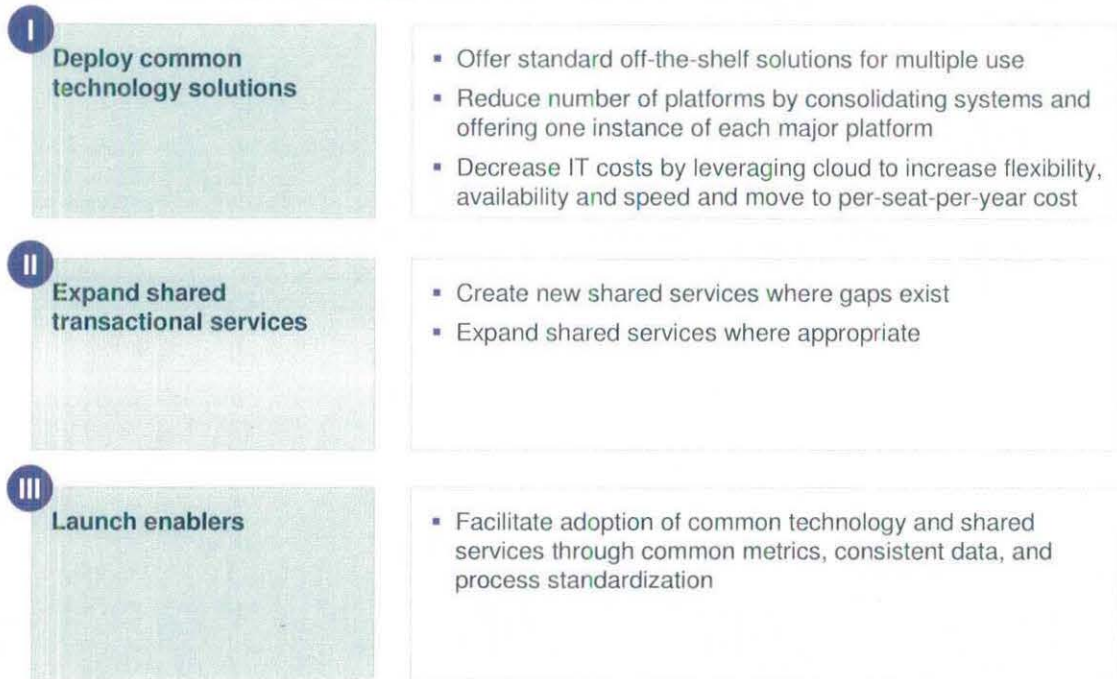 I
Deploy common
technology solutions
▪ Offer standard off-the-shelf solutions for multiple use
▪ Reduce number of platforms by consolidating systems and
offering one instance of each major platform
▪ Decrease IT costs by leveraging cloud to increase flexibility,
availability and speed and move to per-seat-per-year cost
II
Expand shared
transactional services
▪ Create new shared services where gaps exist
▪ Expand shared services where appropriate
III
Launch enablers
▪ Facilitate adoption of common technology and shared
services through common metrics, consistent data, and
process standardization